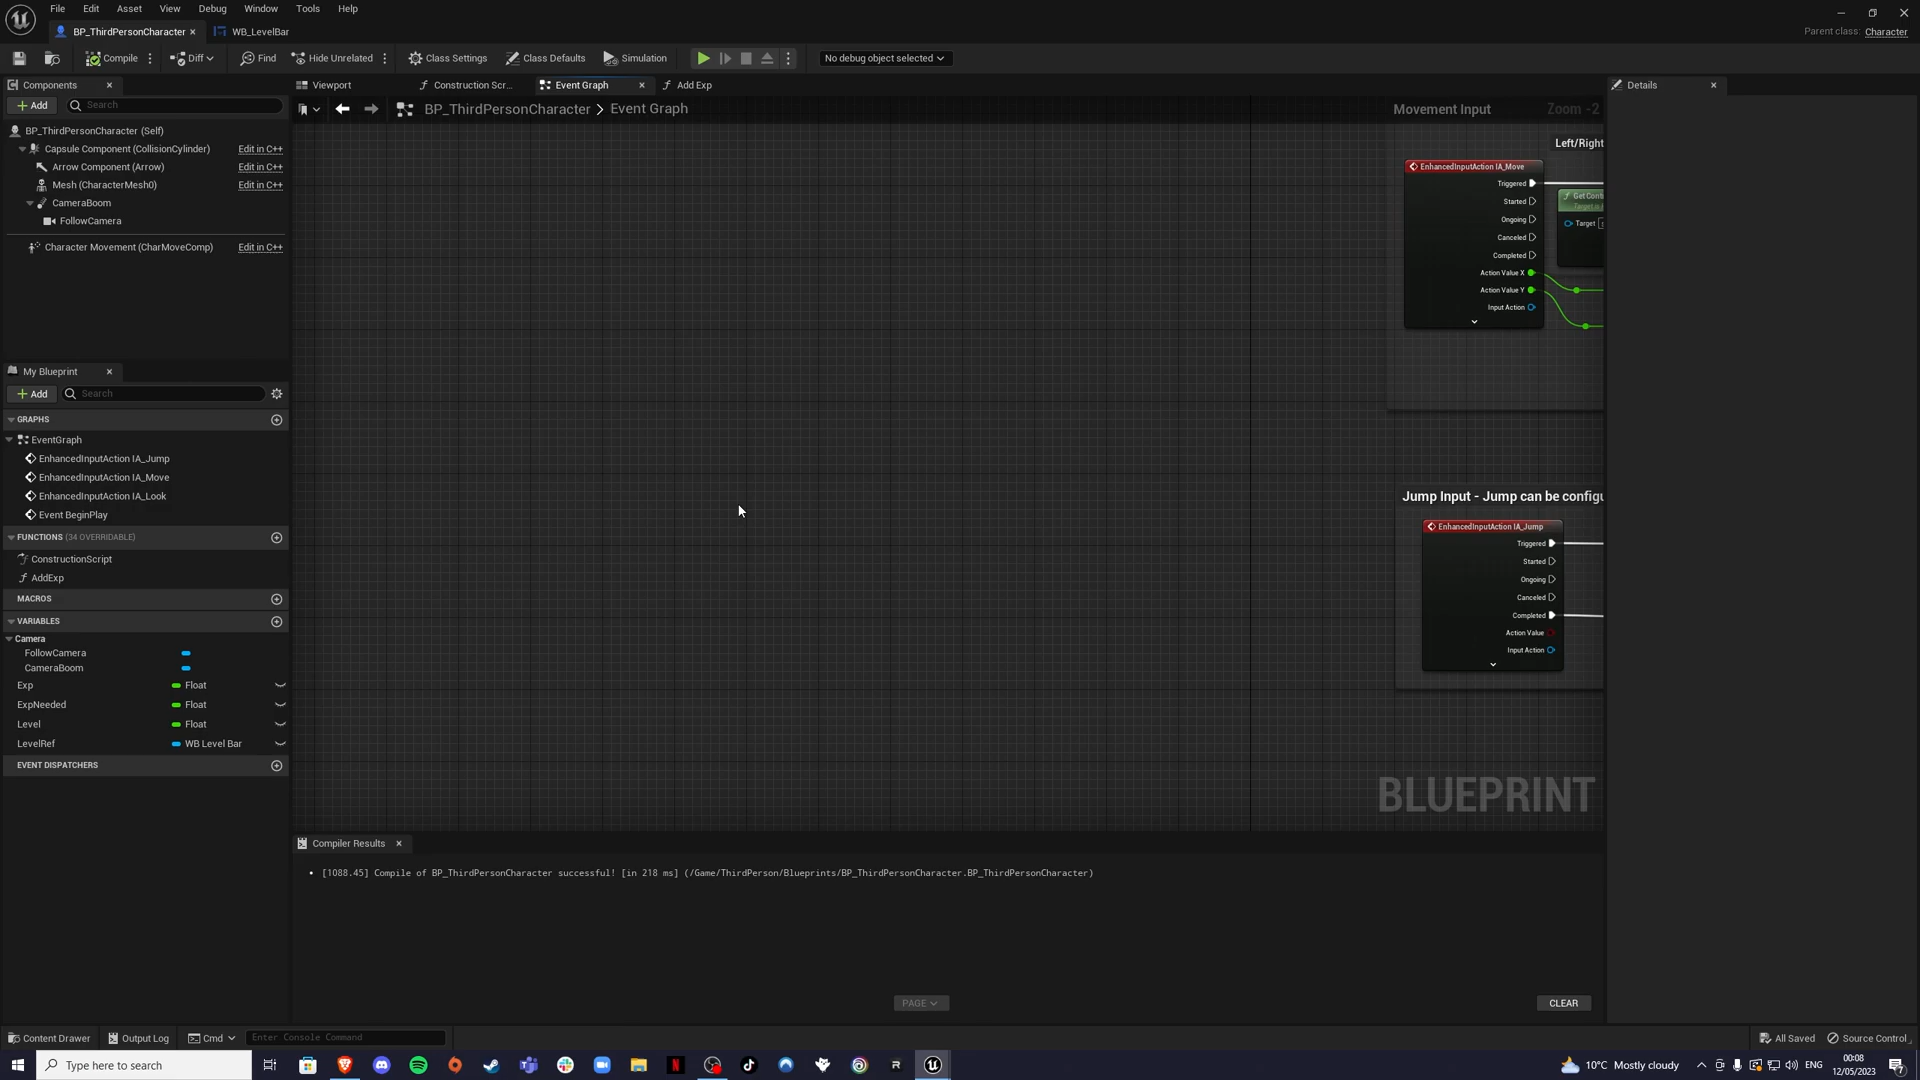 File Edit Asset View Debug Window Tools Help
BP_ThirdPersonCharacter WB_LevelBar Parent class: Character
Compile Diff Find Hide Unrelated Class Settings Class Defaults Simulation No debug object selected
Components Viewport Construction Scr... Event Graph Add Exp Details
Add Search BP_ThirdPersonCharacter Event Graph Movement Input Zoom -2
BP_ThirdPersonCharacter (Self)
Capsule Component (CollisionCylinder) Edit in C++
Arrow Component (Arrow) Edit in C++
Mesh (CharacterMesh0) Edit in C++
CameraBoom
FollowCamera
Character Movement (CharMoveComp) Edit in C++
Left/Right
EnhancedInputAction IA_Move
Triggered
Started
Ongoing
Canceled
Completed
Action Value X
Action Value Y
Input Action
Target
My Blueprint
Add Search
GRAPHS
EventGraph
EnhancedInputAction IA_Jump
EnhancedInputAction IA_Move
EnhancedInputAction IA_Look
Event BeginPlay
FUNCTIONS (34 OVERRIDABLE)
ConstructionScript
AddExp
MACROS
VARIABLES
Camera
FollowCamera
CameraBoom
Exp Float
ExpNeeded Float
Level Float
LevelRef WB Level Bar
EVENT DISPATCHERS
Jump Input - Jump can be configu
EnhancedInputAction IA_Jump
Triggered
Started
Ongoing
Canceled
Completed
Action Value
Input Action
BLUEPRINT
Compiler Results
[1088.45] Compile of BP_ThirdPersonCharacter successful! [in 218 ms] (/Game/ThirdPerson/Blueprints/BP_ThirdPersonCharacter.BP_ThirdPersonCharacter)
PAGE CLEAR
Content Drawer Output Log Cmd Enter Console Command All Saved Source Control
Type here to search 10°C Mostly cloudy ENG 00:08
12/05/2023